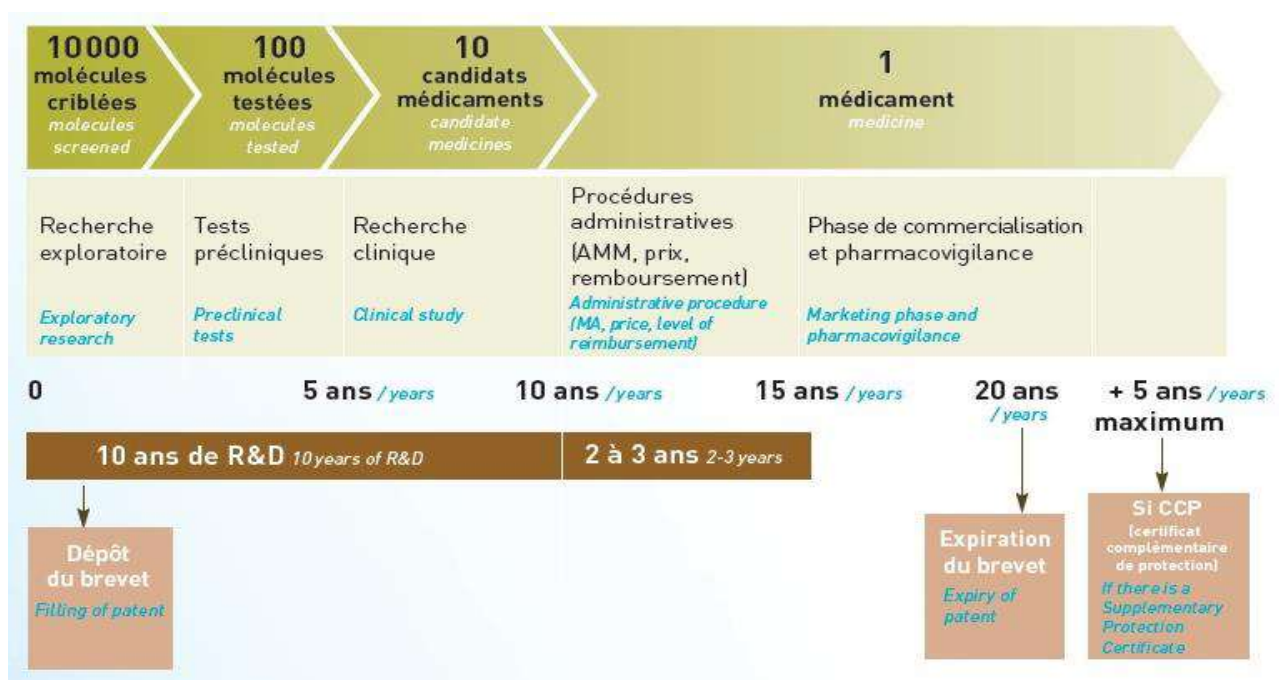 10 000
molécules
criblées
molecules
screened
100
molécules
testées
molecules
tested
10
candidats
médicaments
candidate
medicines
1
médicament
medicine
Recherche
exploratoire
Exploratory
research
Tests
précliniques
Preclinical
tests
Recherche
clinique
Clinical study
Procédures
administratives
(AMM, prix,
remboursement)
Administrative procedure
(MA, price, level of
reimbursement)
Phase de commercialisation
et pharmacovigilance
Marketing phase and
pharmacovigilance
0
5 ans / years
10 ans / years
15 ans / years
20 ans
/ years
+ 5 ans / years
maximum
10 ans de R&D 10 years of R&D
2 à 3 ans 2-3 years
Dépôt
du brevet
Filling of patent
Expiration
du brevet
Expiry of
patent
Si CCP
(certificat
complémentaire
de protection)
If there is a
Supplementary
Protection
Certificate